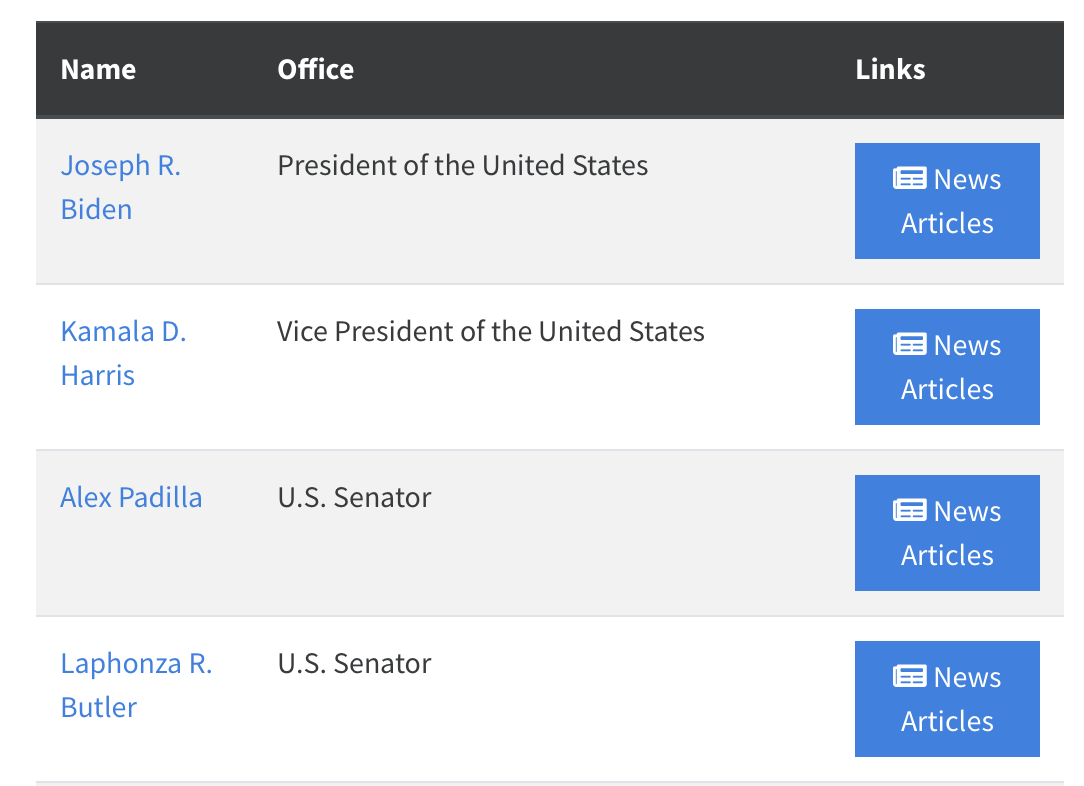 Name Office Links
Joseph R. President of the United States News
Biden Articles
Kamala D. Vice President of the United States News
Harris Articles
Alex Padilla U.S. Senator News
Articles
Laphonza R. U.S. Senator News
Butler Articles